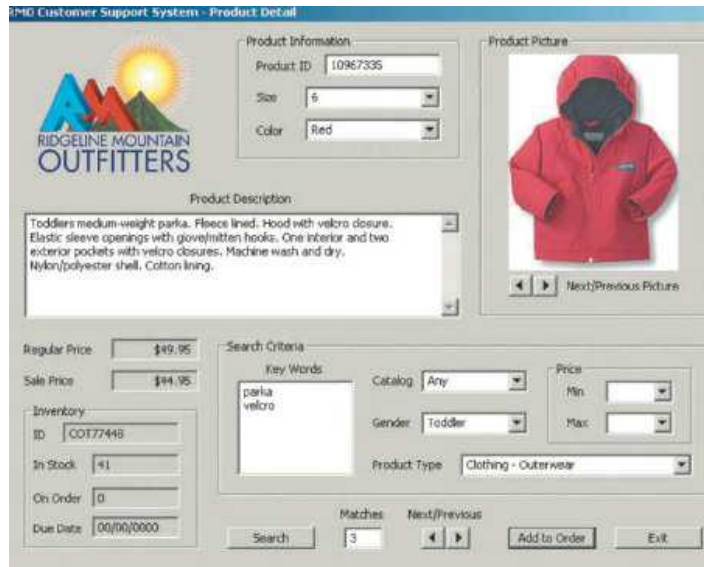 RMO Customer Support System - Product Detail
RIDGELINE MOUNTAIN
OUTFITTERS
Product Information
Product ID 10967335
Size 6
Color Red
Product Picture
Next/Previous Picture
Product Description
Toddlers medium-weight parka. Fleece lined. Hood with velcro closure.
Elastic sleeve openings with glove/mitten hooks. One interior and two
exterior pockets with velcro closures. Machine wash and dry.
Nylon/polyester shell. Cotton lining.
Regular Price $49.95
Sale Price $44.95
Inventory
ID COT77448
In Stock 41
On Order 0
Due Date 00/00/0000
Search Criteria
Key Words
parka
velcro
Catalog Any
Gender Toddler
Product Type Clothing - Outerwear
Price
Min
Max
Search
Matches
3
Next/Previous
Add to Order
Exit